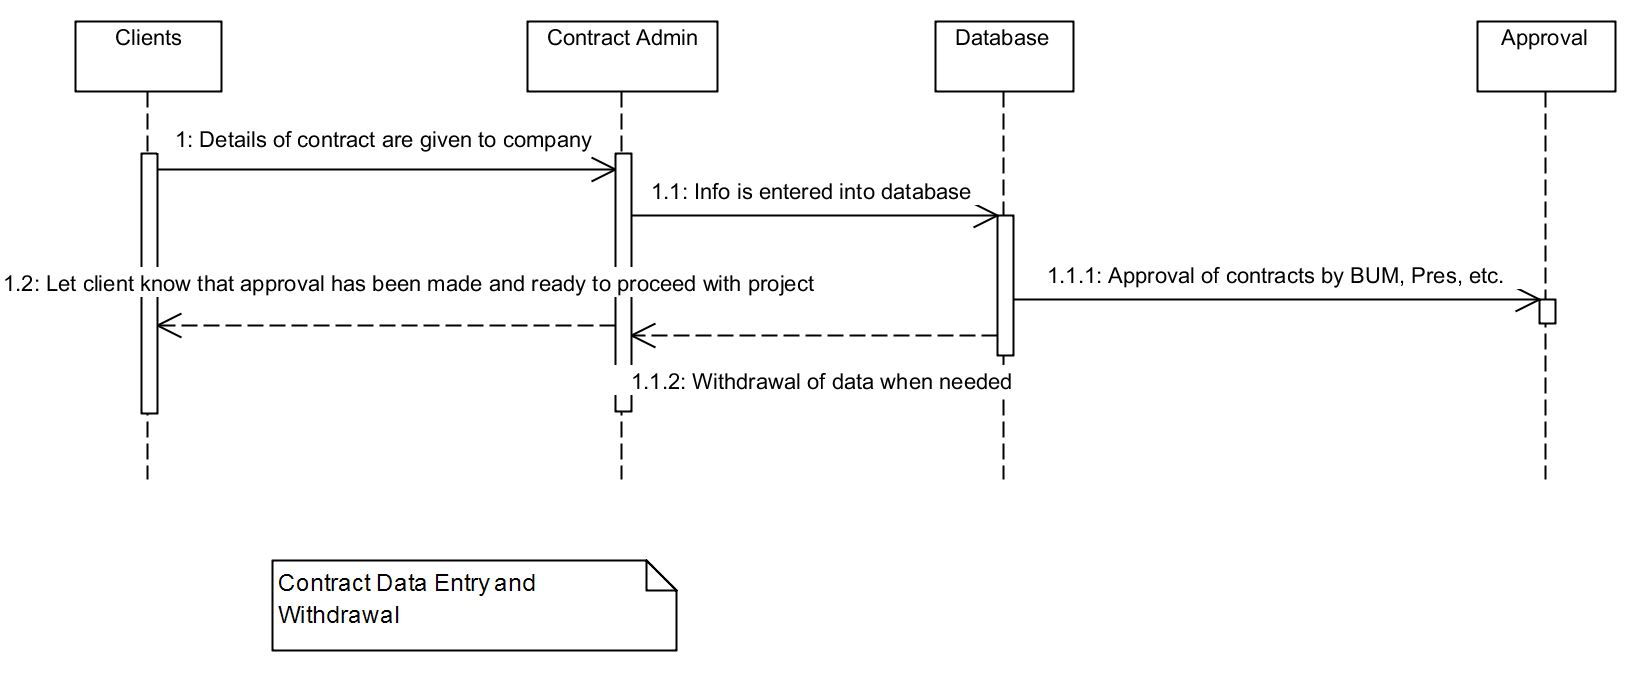 Clients
Contract Admin
Database
Approval
1: Details of contract are given to company
1.1: Info is entered into database
1.1.1: Approval of contracts by BUM, Pres, etc.
1.2: Let client know that approval has been made and ready to proceed with project
1.1.2: Withdrawal of data when needed
Contract Data Entry and
Withdrawal